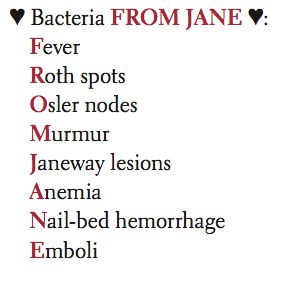 ♥ Bacteria FROM JANE ♥:
Fever
Roth spots
Osler nodes
Murmur
Janeway lesions
Anemia
Nail-bed hemorrhage
Emboli